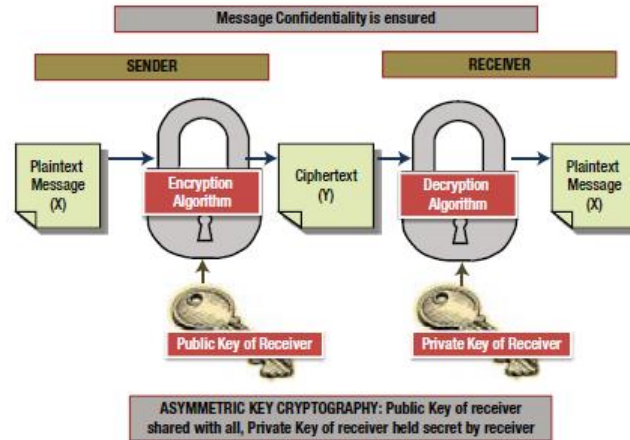 Message Confidentiality is ensured
SENDER
RECEIVER
Plaintext
Message
(X)
Encryption
Algorithm
Ciphertext
(Y)
Decryption
Algorithm
Plaintext
Message
(X)
Public Key of Receiver
Private Key of Receiver
ASYMMETRIC KEY CRYPTOGRAPHY: Public Key of receiver
shared with all, Private Key of receiver held secret by receiver